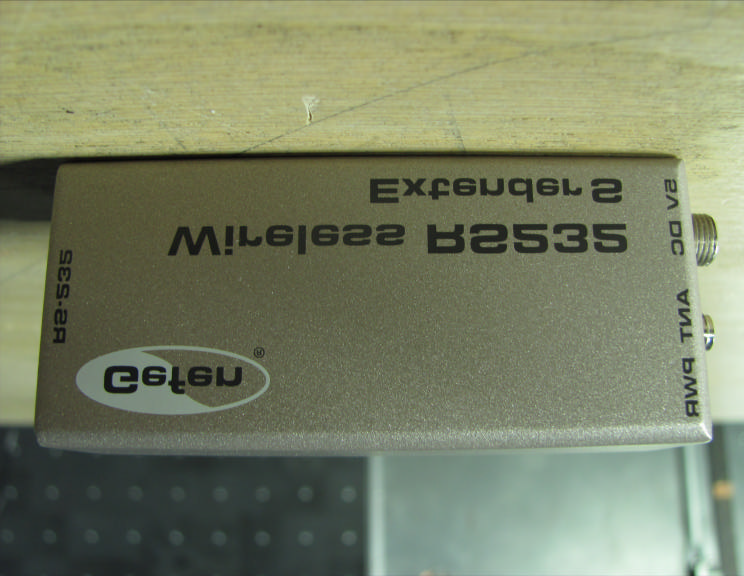 Gefen®
RS-232
Wireless RS232
Extender S
PWR
ANT
5V DC